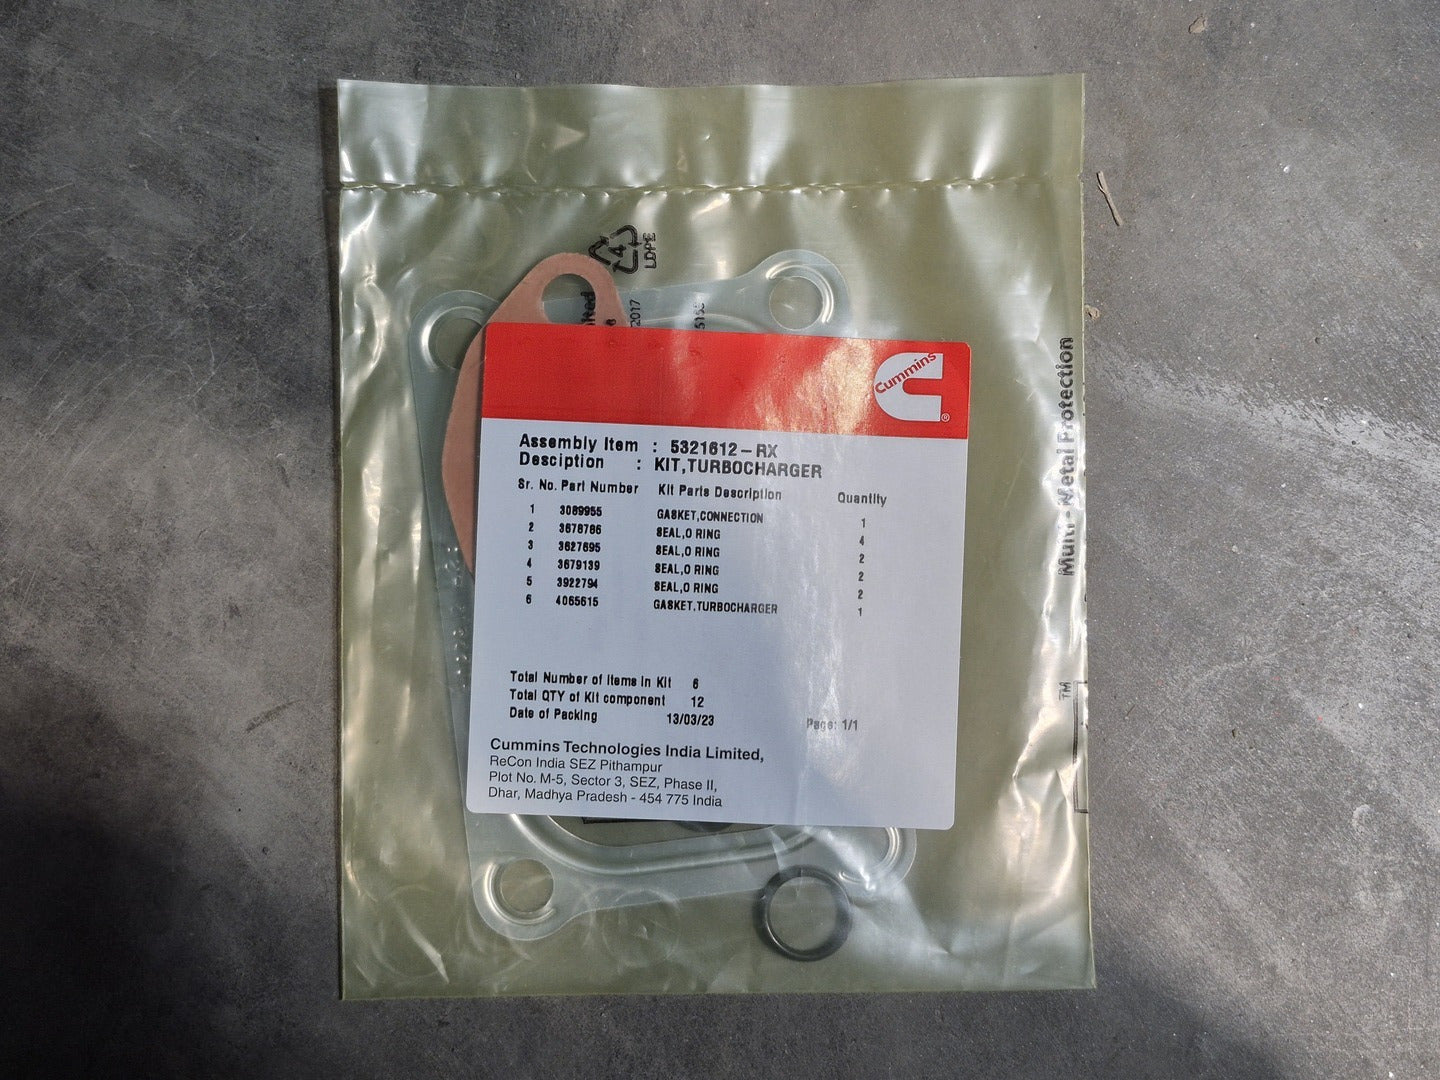 4
LDPE
2017
Cummins
®
Assembly Item : 5321612-RX
Desciption : KIT,TURBOCHARGER
Sr. No. Part Number Kit Parts Description Quantity
1 3089955 GASKET,CONNECTION 1
2 3678786 SEAL,O RING 4
3 3627695 SEAL,O RING 2
4 3679139 SEAL,O RING 2
5 3922794 SEAL,O RING 2
6 4065615 GASKET,TURBOCHARGER 1
Total Number of Items in Kit 6
Total QTY of Kit component 12
Date of Packing 13/03/23 Page: 1/1
Cummins Technologies India Limited,
ReCon India SEZ Pithampur
Plot No. M-5, Sector 3, SEZ, Phase II,
Dhar, Madhya Pradesh - 454 775 India
Multi - Metal Protection
TM